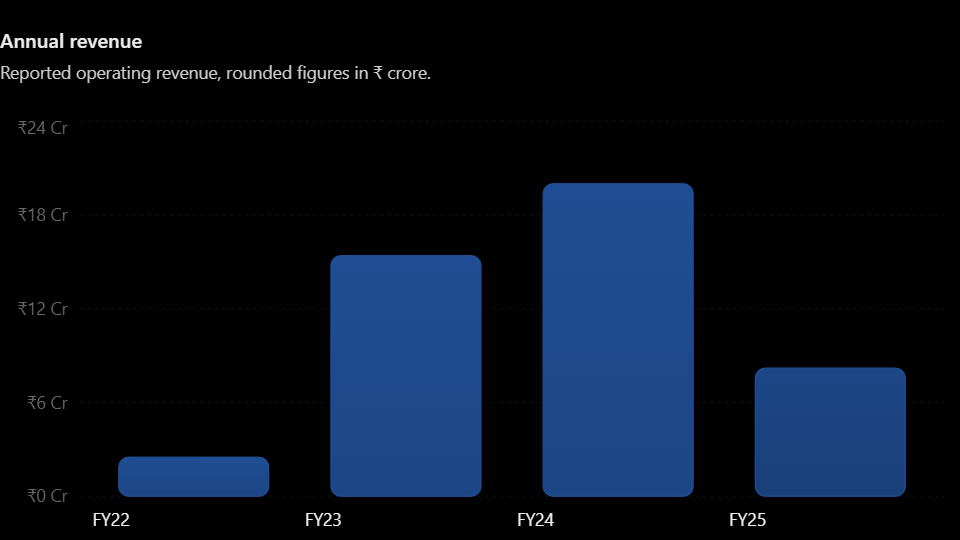 Annual revenue
Reported operating revenue, rounded figures in ₹ crore.
₹24 Cr
₹18 Cr
₹12 Cr
₹6 Cr
₹0 Cr
FY22 FY23 FY24 FY25